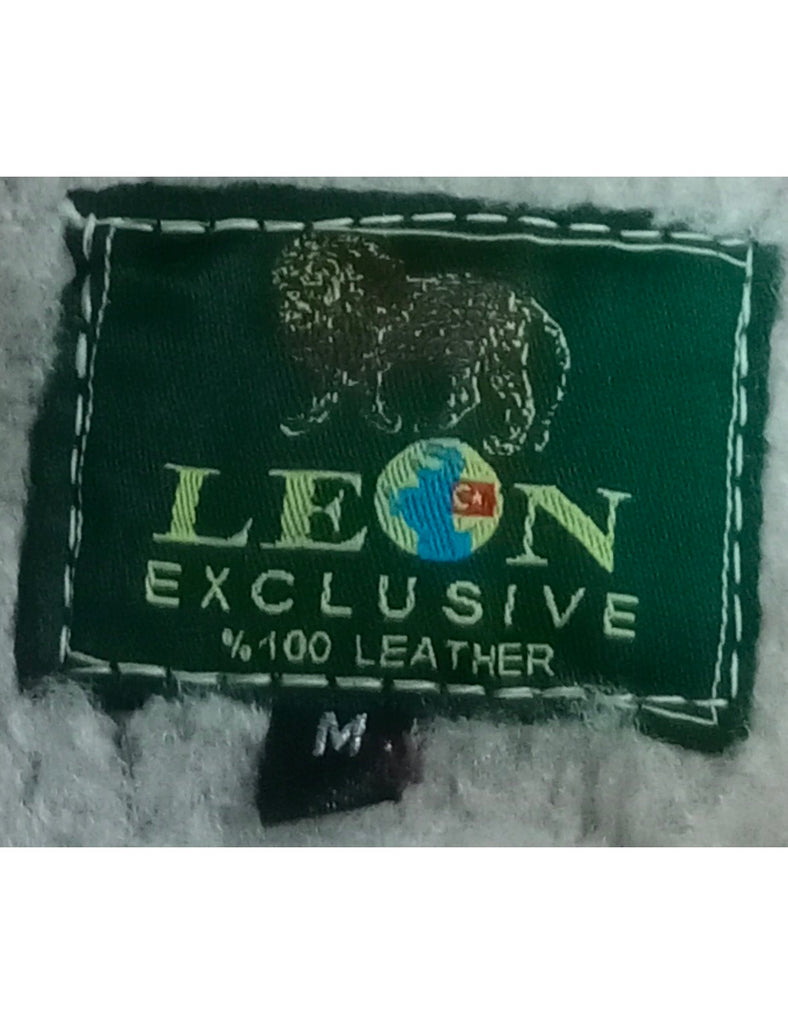 LEON
EXCLUSIVE
%100 LEATHER
M